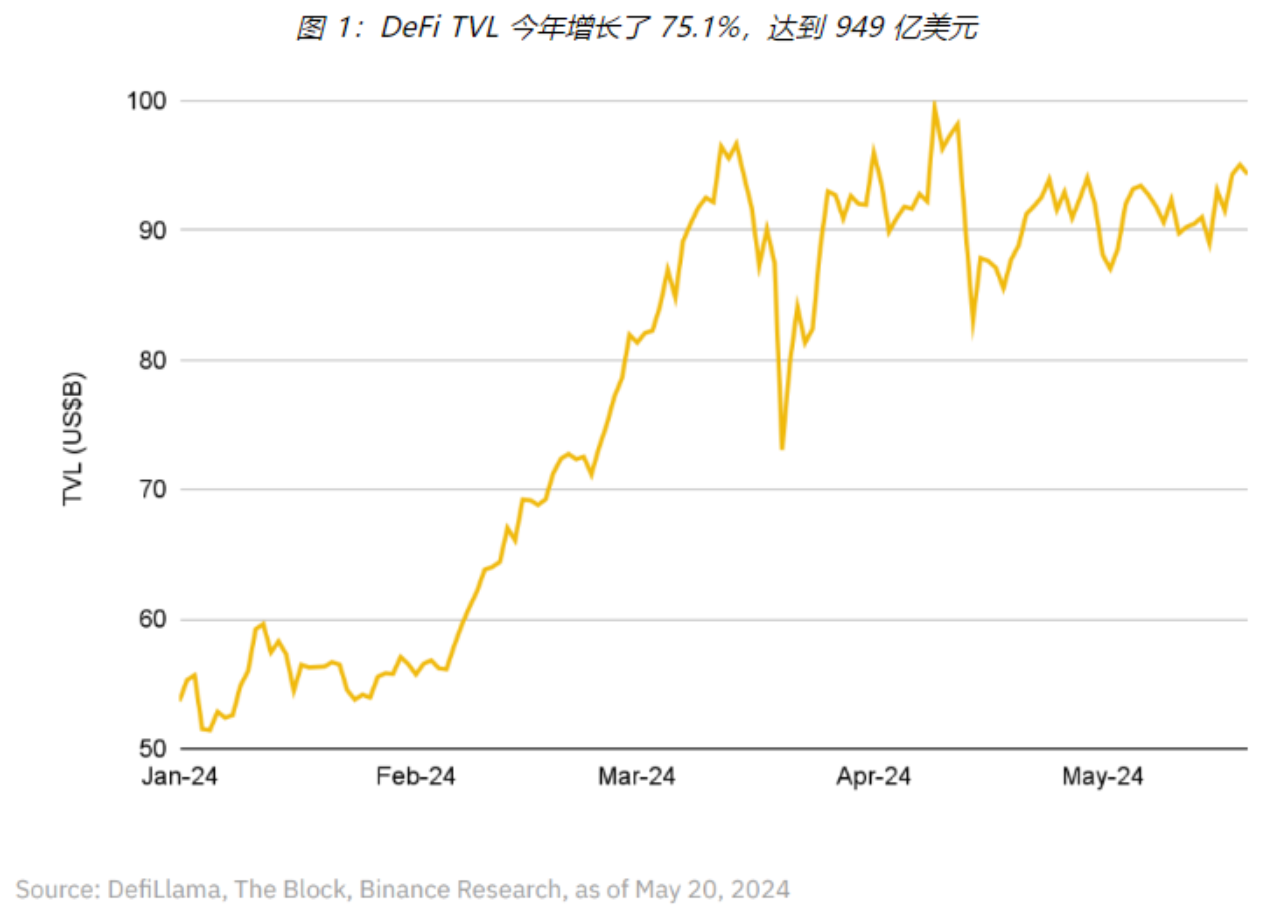 图 1：DeFi TVL 今年增长了 75.1%，达到 949 亿美元
100
90
80
70
60
50
TVL (US$B)
Jan-24 Feb-24 Mar-24 Apr-24 May-24
Source: DefiLlama, The Block, Binance Research, as of May 20, 2024